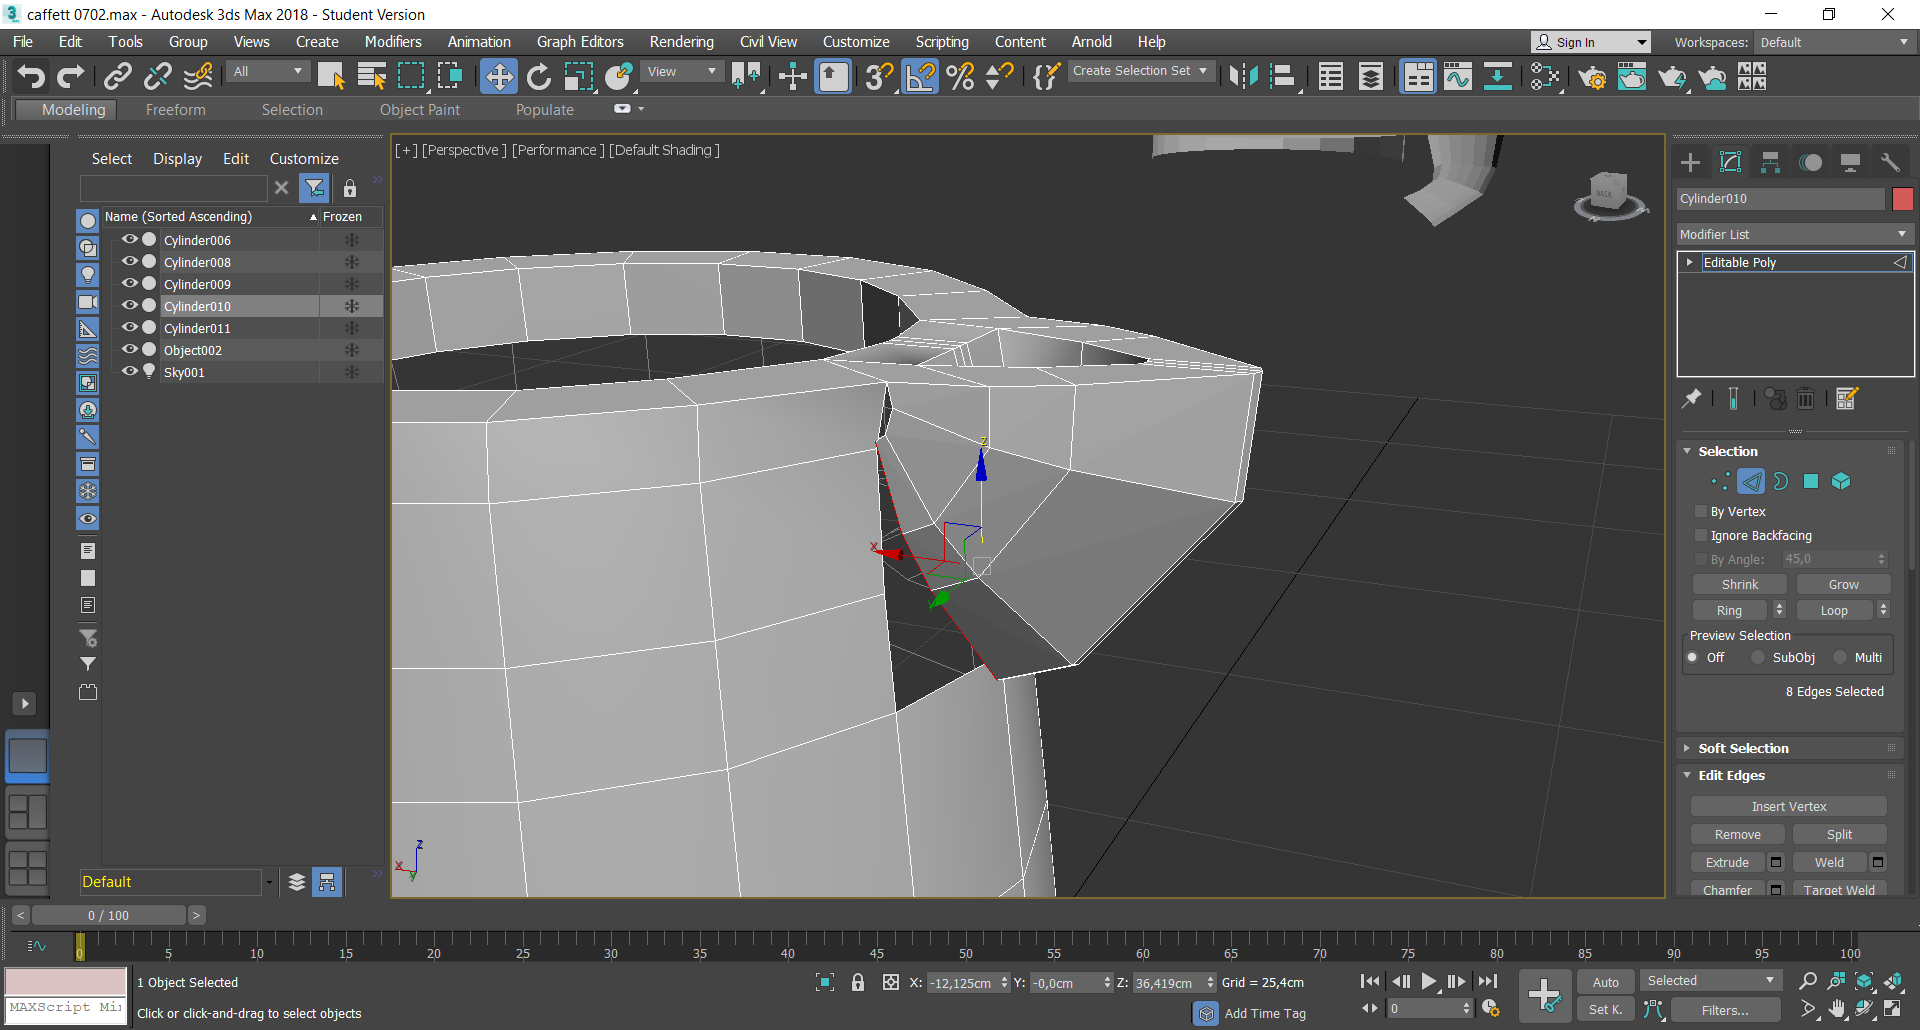 caffett 0702.max - Autodesk 3ds Max 2018 - Student Version
File Edit Tools Group Views Create Modifiers Animation Graph Editors Rendering Civil View Customize Scripting Content Arnold Help Sign In Workspaces: Default
All View Create Selection Set
Modeling Freeform Selection Object Paint Populate
Select Display Edit Customize
[+] [Perspective ] [Performance ] [Default Shading ]
BACK
Cylinder010
Name (Sorted Ascending) Frozen
Modifier List
Cylinder006
Cylinder008
Cylinder009
Cylinder010
Cylinder011
Object002
Sky001
Editable Poly
Selection
By Vertex
Ignore Backfacing
By Angle: 45,0
Shrink Grow
Ring Loop
Preview Selection
Off SubObj Multi
8 Edges Selected
Soft Selection
Edit Edges
Insert Vertex
Remove Split
Extrude Weld
Chamfer Target Weld
z
x
y
z
x
y
Default
< 0 / 100 >
0 5 10 15 20 25 30 35 40 45 50 55 60 65 70 75 80 85 90 95 100
1 Object Selected
X: -12,125cm Y: -0,0cm Z: 36,419cm Grid = 25,4cm
Auto Selected
MAXScript Mi
Click or click-and-drag to select objects
Add Time Tag
0
Set K. Filters...